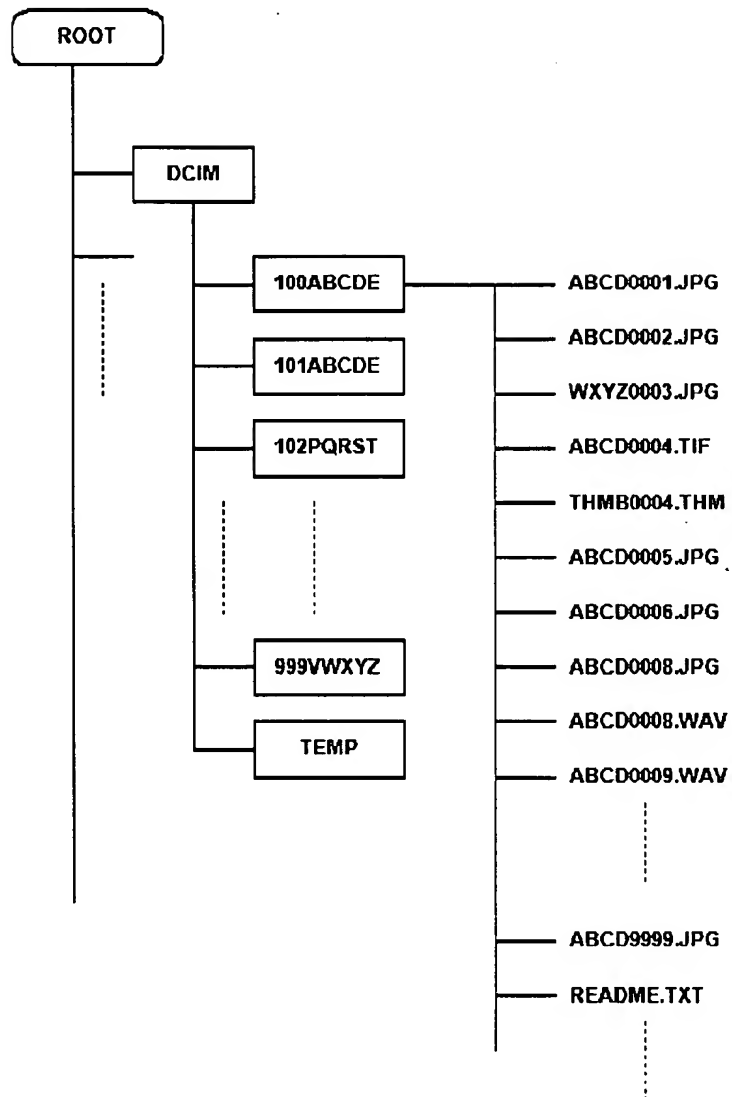 ROOT
DCIM
100ABCDE
101ABCDE
102PQRST
999VWXYZ
TEMP
ABCD0001.JPG
ABCD0002.JPG
WXYZ0003.JPG
ABCD0004.TIF
THMB0004.THM
ABCD0005.JPG
ABCD0006.JPG
ABCD0008.JPG
ABCD0008.WAV
ABCD0009.WAV
ABCD9999.JPG
README.TXT